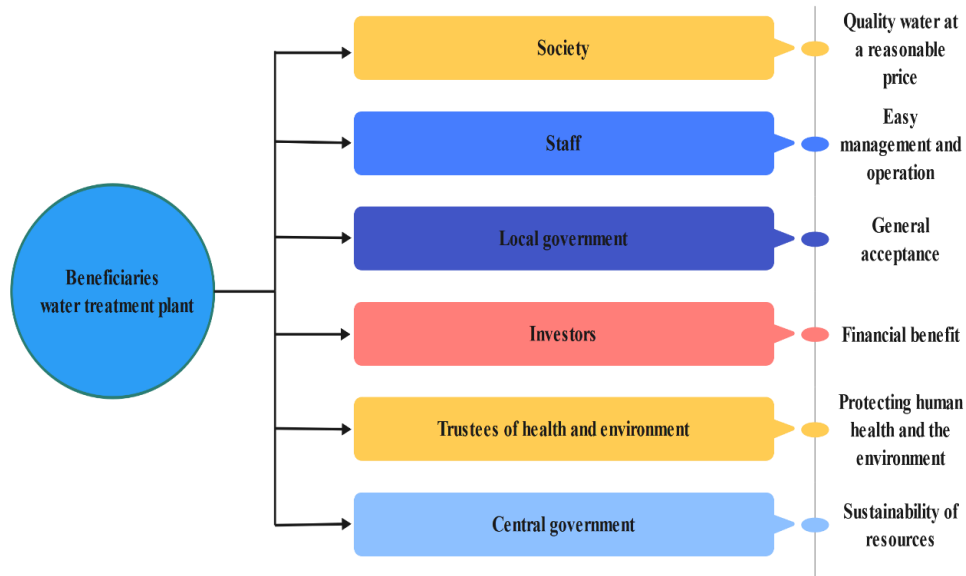 Beneficiaries
water treatment plant
Society
Quality water at
a reasonable
price
Staff
Easy
management and
operation
Local government
General
acceptance
Investors
Financial benefit
Trustees of health and environment
Protecting human
health and the
environment
Central government
Sustainability of
resources